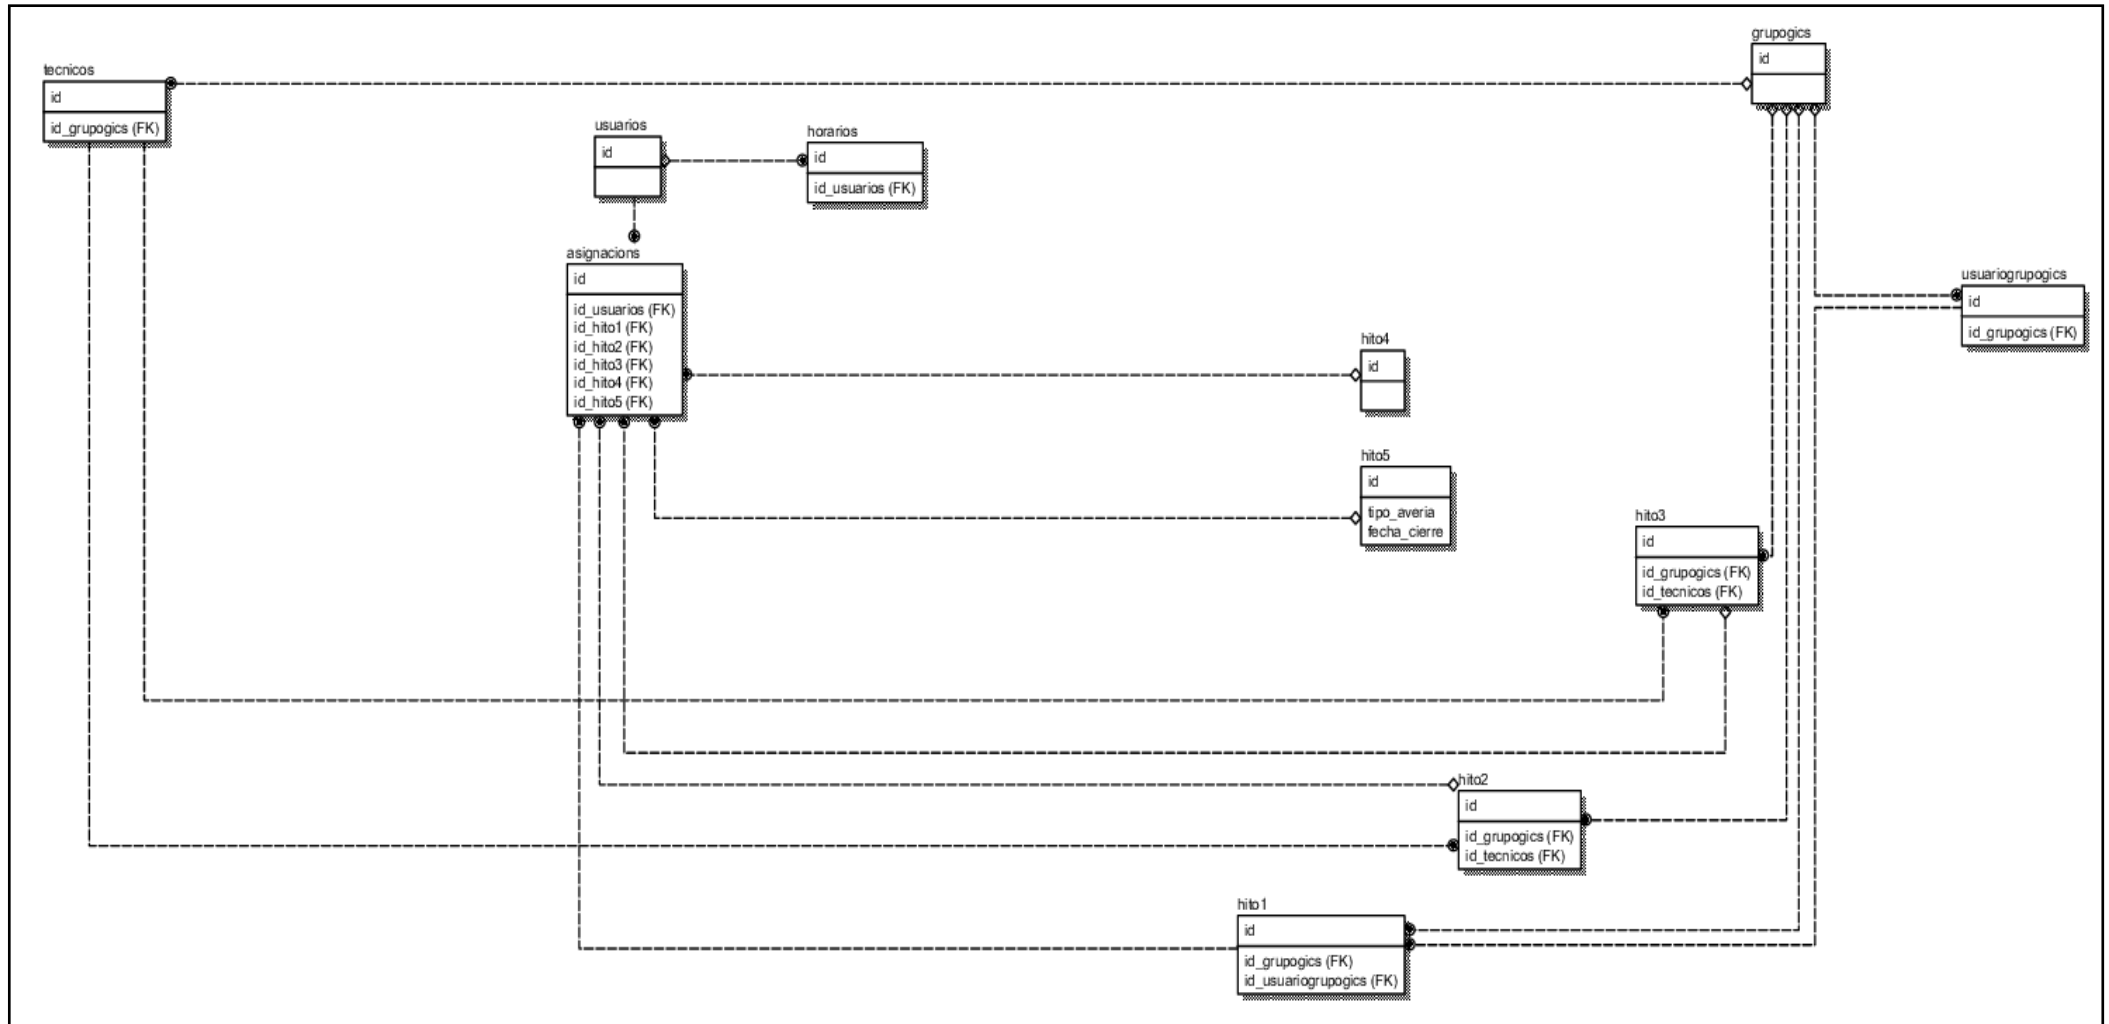 grupogics
id
tecnicos
id
id_grupogics (FK)
usuarios
id
horarios
id
id_usuarios (FK)
asignacions
id
id_usuarios (FK)
id_hito1 (FK)
id_hito2 (FK)
id_hito3 (FK)
id_hito4 (FK)
id_hito5 (FK)
usuariogrupogics
id
id_grupogics (FK)
hito4
id
hito5
id
tipo_averia
fecha_cierre
hito3
id
id_grupogics (FK)
id_tecnicos (FK)
hito2
id
id_grupogics (FK)
id_tecnicos (FK)
hito1
id
id_grupogics (FK)
id_usuariogrupogics (FK)